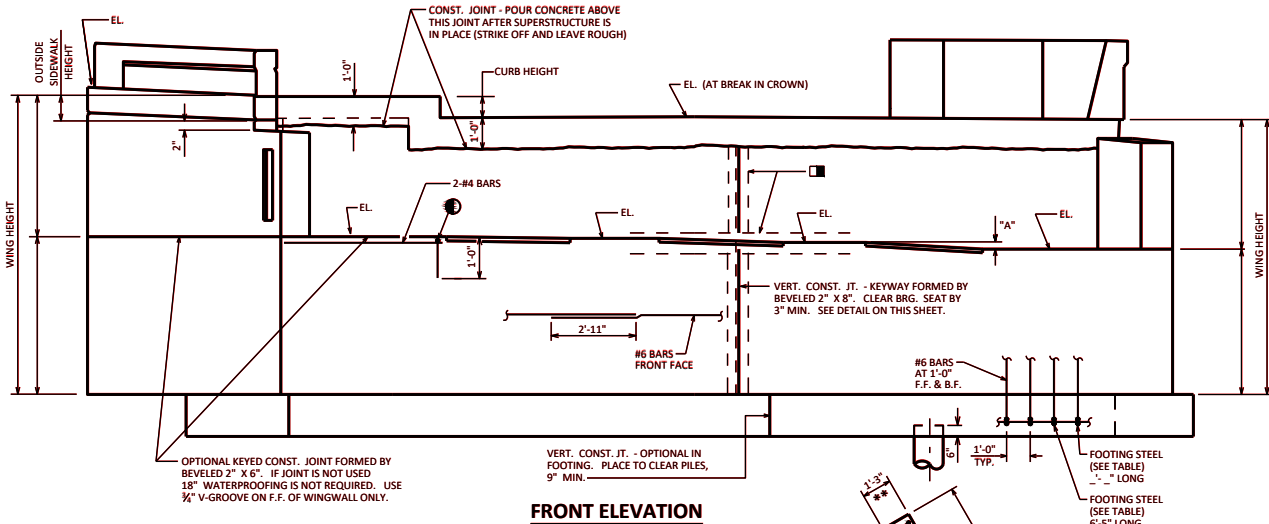 CONST. JOINT - POUR CONCRETE ABOVE
THIS JOINT AFTER SUPERSTRUCTURE IS
IN PLACE (STRIKE OFF AND LEAVE ROUGH)
EL.
OUTSIDE
SIDEWALK
HEIGHT
1'-0"
CURB HEIGHT
EL. (AT BREAK IN CROWN)
2"
1'-0"
2-#4 BARS
WING HEIGHT
EL.
EL.
EL.
"A"
EL.
WING HEIGHT
1'-0"
VERT. CONST. JT. - KEYWAY FORMED BY
BEVELED 2" X 8". CLEAR BRG. SEAT BY
3" MIN. SEE DETAIL ON THIS SHEET.
2'-11"
#6 BARS
FRONT FACE
#6 BARS
AT 1'-0"
F.F. & B.F.
OPTIONAL KEYED CONST. JOINT FORMED BY
BEVELED 2" X 6". IF JOINT IS NOT USED
18" WATERPROOFING IS NOT REQUIRED. USE
¾" V-GROOVE ON F.F. OF WINGWALL ONLY.
VERT. CONST. JT. - OPTIONAL IN
FOOTING. PLACE TO CLEAR PILES,
9" MIN.
6"
1'-0"
TYP.
FOOTING STEEL
(SEE TABLE)
_'- _" LONG
FOOTING STEEL
(SEE TABLE)
6'-5" LONG
1'-3"
**
FRONT ELEVATION